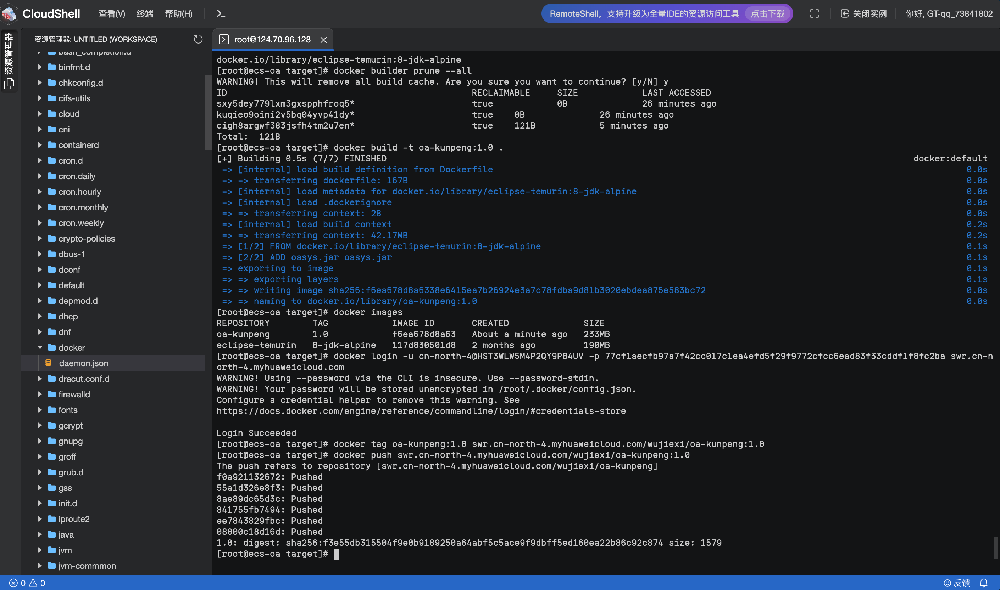 CloudShell
查看(V) 终端 帮助(H)
RemoteShell，支持升级为全量IDE的资源访问工具 点击下载
关闭实例
你好, GT-qq_73841802
资源管理器
资源管理器: UNTITLED (WORKSPACE)
bash_completion.d
binfmt.d
chkconfig.d
cifs-utils
cloud
cni
containerd
cron.d
cron.daily
cron.hourly
cron.monthly
cron.weekly
crypto-policies
dbus-1
dconf
default
depmod.d
dhcp
dnf
docker
daemon.json
dracut.conf.d
firewalld
fonts
gcrypt
gnupg
groff
grub.d
gss
init.d
iproute2
java
jvm
jvm-commmon
root@124.70.96.128
docker.io/library/eclipse-temurin:8-jdk-alpine
[root@ecs-oa target]# docker builder prune --all
WARNING! This will remove all build cache. Are you sure you want to continue? [y/N] y
ID RECLAIMABLE SIZE LAST ACCESSED
sxy5dey779lxm3gxspphfroq5* true 0B 26 minutes ago
kuqieo9oini2v5bq04yvp41dy* true 0B 26 minutes ago
cigh8argwf383jsfh4tm2u7en* true 121B 5 minutes ago
Total: 121B
[root@ecs-oa target]# docker build -t oa-kunpeng:1.0 .
[+] Building 0.5s (7/7) FINISHED docker:default
=> [internal] load build definition from Dockerfile 0.0s
=> => transferring dockerfile: 167B 0.0s
=> [internal] load metadata for docker.io/library/eclipse-temurin:8-jdk-alpine 0.0s
=> [internal] load .dockerignore 0.0s
=> => transferring context: 2B 0.0s
=> [internal] load build context 0.2s
=> => transferring context: 42.17MB 0.2s
=> [1/2] FROM docker.io/library/eclipse-temurin:8-jdk-alpine 0.1s
=> [2/2] ADD oasys.jar oasys.jar 0.1s
=> exporting to image 0.1s
=> => exporting layers 0.1s
=> => writing image sha256:f6ea678d8a6338e6415ea7b26924e3a7c78fdba9d81b3020ebdea875e583bc72 0.0s
=> => naming to docker.io/library/oa-kunpeng:1.0 0.0s
[root@ecs-oa target]# docker images
REPOSITORY TAG IMAGE ID CREATED SIZE
oa-kunpeng 1.0 f6ea678d8a63 About a minute ago 233MB
eclipse-temurin 8-jdk-alpine 117d830501d8 2 months ago 190MB
[root@ecs-oa target]# docker login -u cn-north-4@HST3WLW5M4P2QY9P84UV -p 77cf1aecfb97a7f42cc017c1ea4efd5f29f9772cfcc6ead83f33cddf1f8fc2ba swr.cn-n
orth-4.myhuaweicloud.com
WARNING! Using --password via the CLI is insecure. Use --password-stdin.
WARNING! Your password will be stored unencrypted in /root/.docker/config.json.
Configure a credential helper to remove this warning. See
https://docs.docker.com/engine/reference/commandline/login/#credentials-store
Login Succeeded
[root@ecs-oa target]# docker tag oa-kunpeng:1.0 swr.cn-north-4.myhuaweicloud.com/wujiexi/oa-kunpeng:1.0
[root@ecs-oa target]# docker push swr.cn-north-4.myhuaweicloud.com/wujiexi/oa-kunpeng:1.0
The push refers to repository [swr.cn-north-4.myhuaweicloud.com/wujiexi/oa-kunpeng]
f0a921132672: Pushed
55a1d326e8f3: Pushed
8ae89dc65d3c: Pushed
841755fb7494: Pushed
ee7843829fbc: Pushed
08000c18d16d: Pushed
1.0: digest: sha256:f3e55db315504f9e0b9189250a64abf5c5ace9f9dbff5ed160ea22b86c92c874 size: 1579
[root@ecs-oa target]#
0 0
反馈